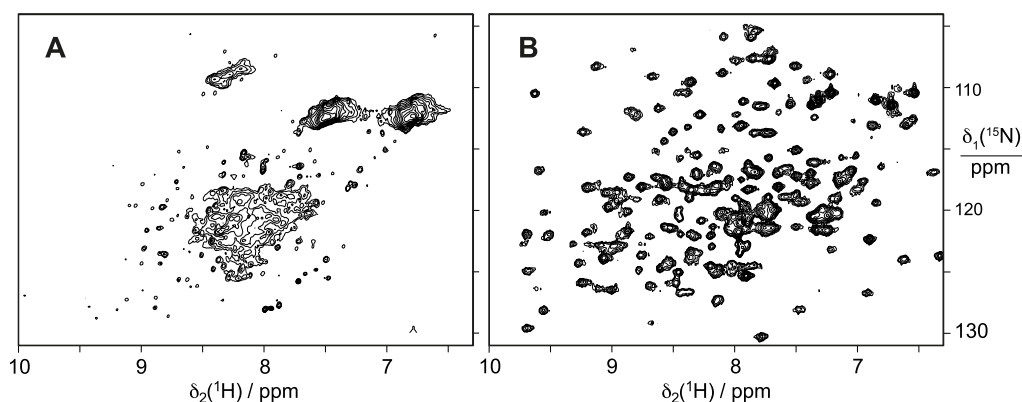 A
B
110
δ₁(¹⁵N)
ppm
120
130
10 9 8 7 10 9 8 7
δ₂(¹H) / ppm δ₂(¹H) / ppm